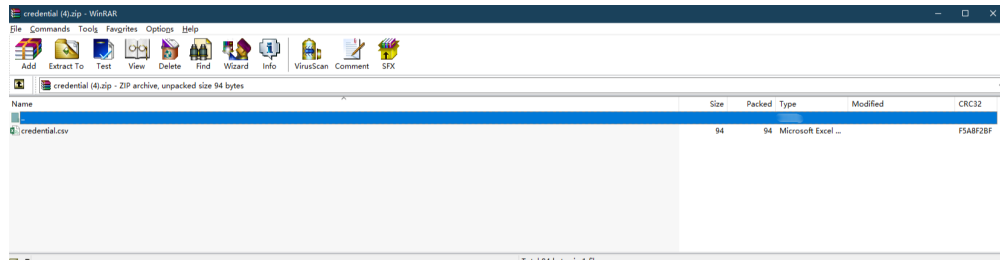 credential (4).zip - WinRAR
File Commands Tools Favorites Options Help
Add Extract To Test View Delete Find Wizard Info VirusScan Comment SFX
credential (4).zip - ZIP archive, unpacked size 94 bytes
Name Size Packed Type Modified CRC32
..
credential.csv 94 94 Microsoft Excel ... F5A8F2BF